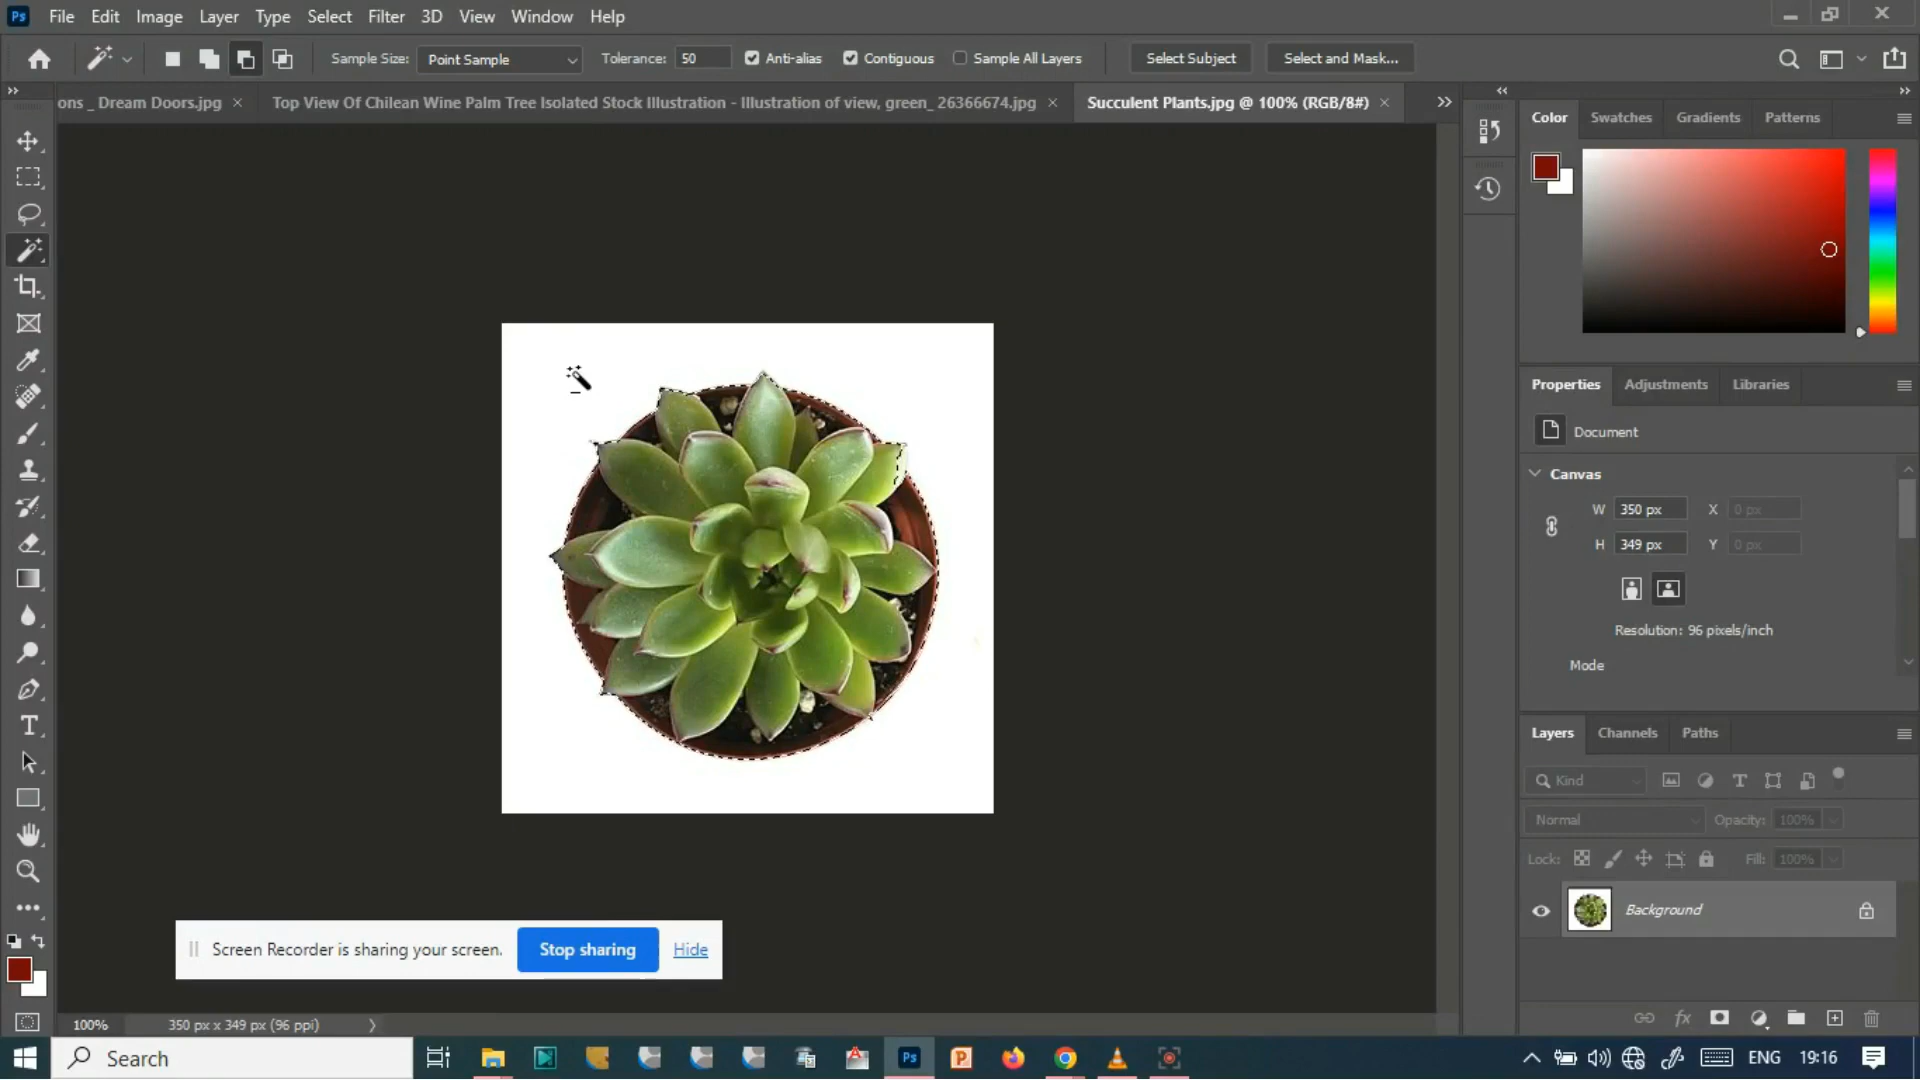 Ps File Edit Image Layer Type Select Filter 3D View Window Help
Sample Size: Point Sample Tolerance: 50 Anti-alias Contiguous Sample All Layers Select Subject Select and Mask...
ons _ Dream Doors.jpg × Top View Of Chilean Wine Palm Tree Isolated Stock Illustration - Illustration of view, green_ 26366674.jpg × Succulent Plants.jpg @ 100% (RGB/8#) ×
Color Swatches Gradients Patterns
Properties Adjustments Libraries
Document
Canvas
W 350 px X 0 px
H 349 px Y 0 px
Resolution: 96 pixels/inch
Mode
Layers Channels Paths
Kind
Normal Opacity: 100%
Lock: Fill: 100%
Background
Screen Recorder is sharing your screen. Stop sharing Hide
100% 350 px x 349 px (96 ppi)
Search
Ps
ENG 19:16